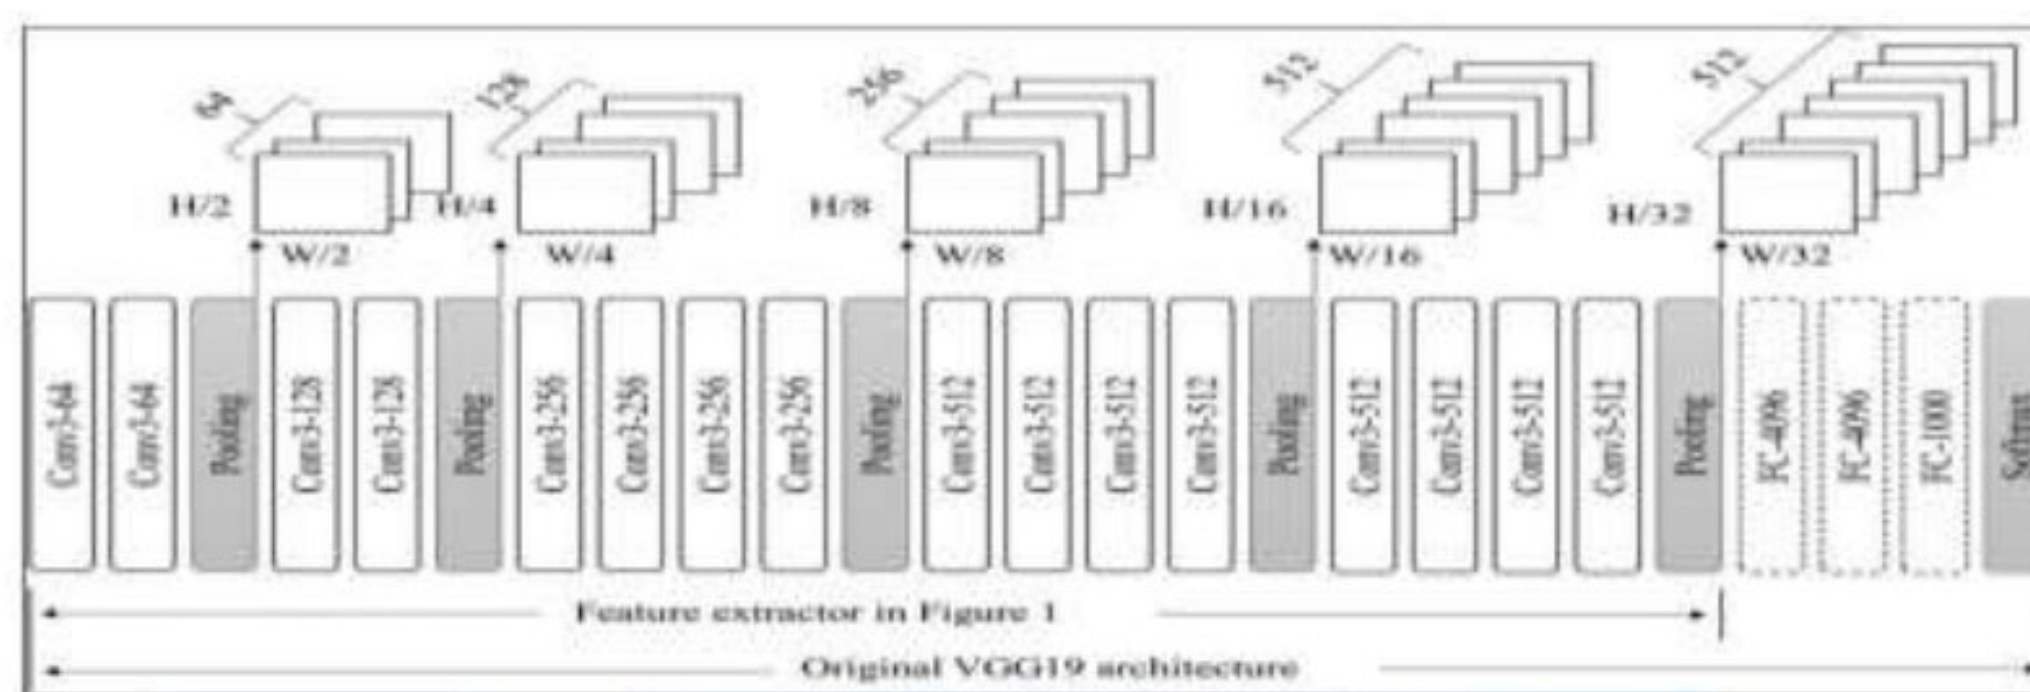 64 128 256 512 512
H/2 H/4 H/8 H/16 H/32
W/2 W/4 W/8 W/16 W/32
Conv3-64
Conv3-64
Pooling
Conv3-128
Conv3-128
Pooling
Conv3-256
Conv3-256
Conv3-256
Conv3-256
Pooling
Conv3-512
Conv3-512
Conv3-512
Conv3-512
Pooling
Conv3-512
Conv3-512
Conv3-512
Conv3-512
Pooling
FC-4096
FC-4096
FC-1000
Softmax
Feature extractor in Figure 1
Original VGG19 architecture